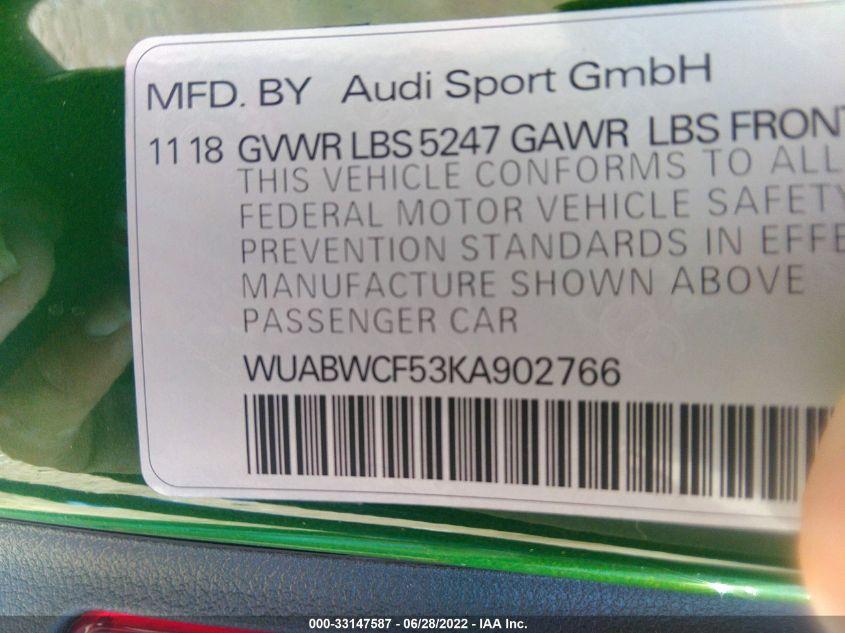 MFD. BY Audi Sport GmbH
11 18 GVWR LBS 5247 GAWR LBS FRONT
THIS VEHICLE CONFORMS TO ALL
FEDERAL MOTOR VEHICLE SAFETY
PREVENTION STANDARDS IN EFFE
MANUFACTURE SHOWN ABOVE
PASSENGER CAR
WUABWCF53KA902766
000-33147587 - 06/28/2022 - IAA Inc.